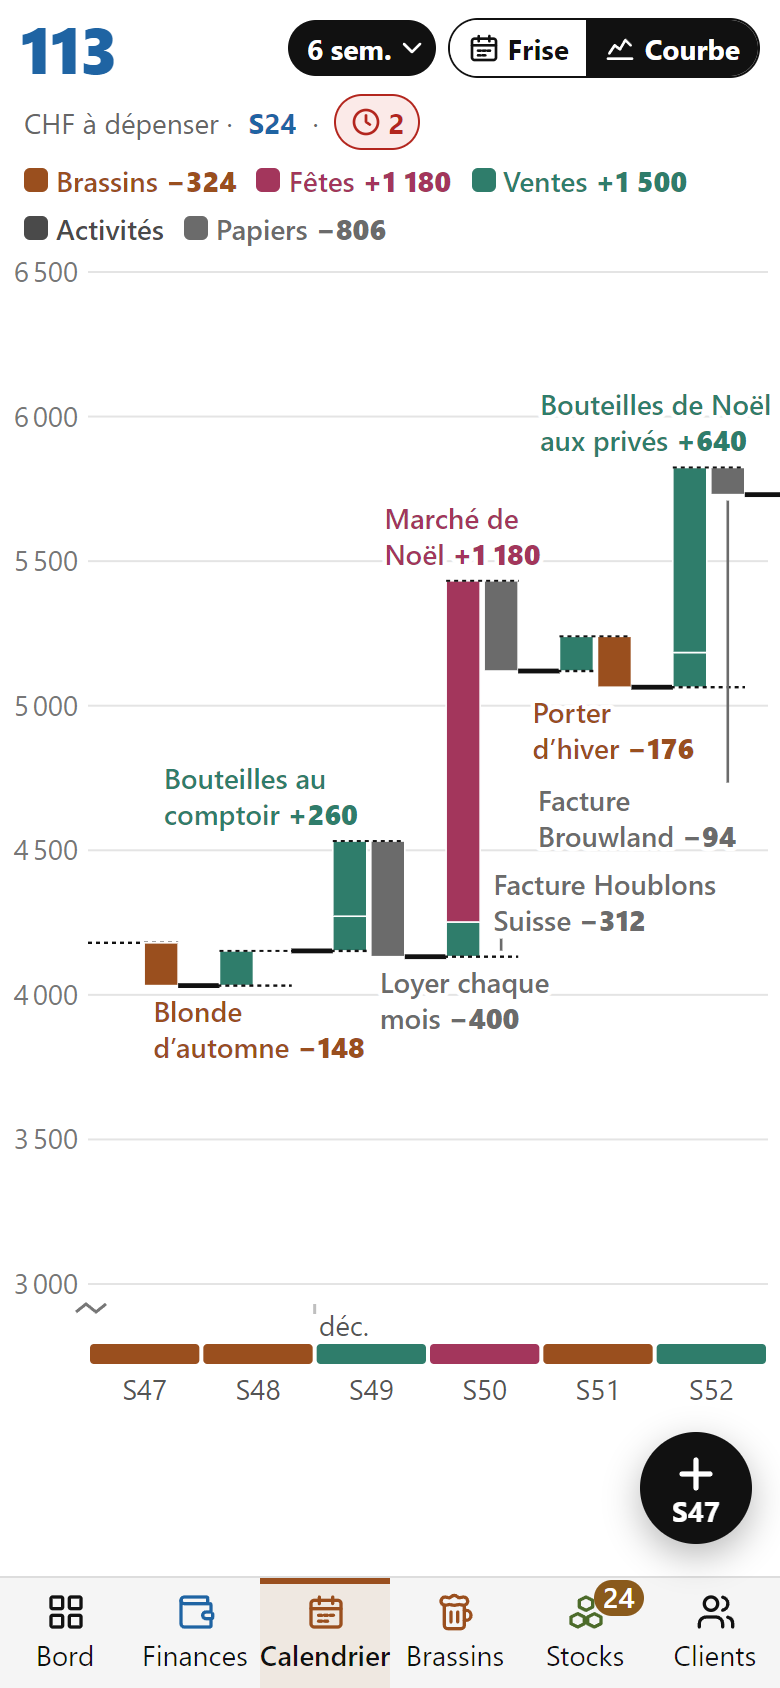 113
6 sem.
Frise
Courbe
CHF à dépenser · S24 · 2
Brassins −324 Fêtes +1 180 Ventes +1 500
Activités Papiers −806
6 500
6 000
Bouteilles de Noël
aux privés +640
5 500
Marché de
Noël +1 180
5 000
Porter
d’hiver −176
Bouteilles au
comptoir +260
Facture
Brouwland −94
4 500
Facture Houblons
Suisse −312
4 000
Loyer chaque
mois −400
Blonde
d’automne −148
3 500
3 000
déc.
S47 S48 S49 S50 S51 S52
S47
24
Bord Finances Calendrier Brassins Stocks Clients